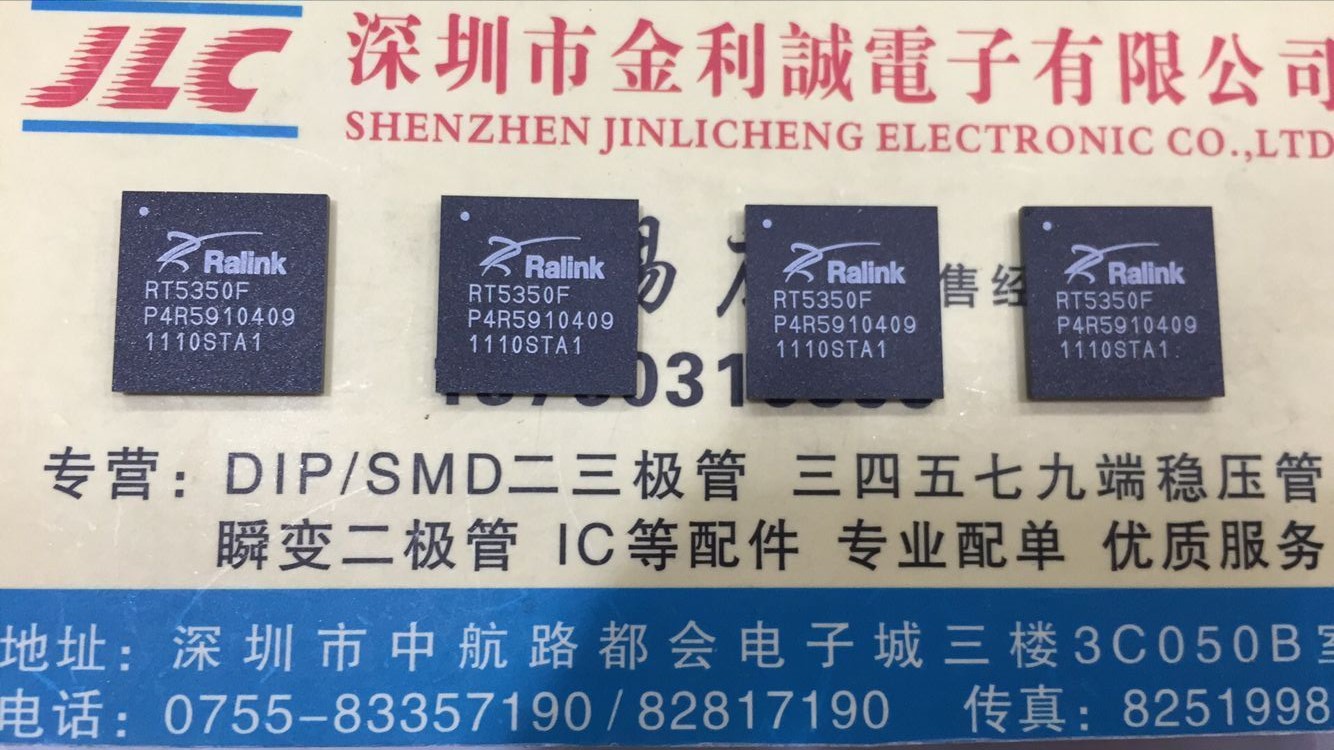 JLC
深圳市金利誠電子有限公司
SHENZHEN JINLICHENG ELECTRONIC CO.,LTD
Ralink
RT5350F
P4R5910409
1110STA1
Ralink
RT5350F
P4R5910409
1110STA1
Ralink
RT5350F
P4R5910409
1110STA1
Ralink
RT5350F
P4R5910409
1110STA1
售经
031
专营：DIP/SMD二三极管 三四五七九端稳压管
瞬变二极管 IC等配件 专业配单 优质服务
地址：深圳市中航路都会电子城三楼3C050B室
电话：0755-83357190/82817190 传真：8251998